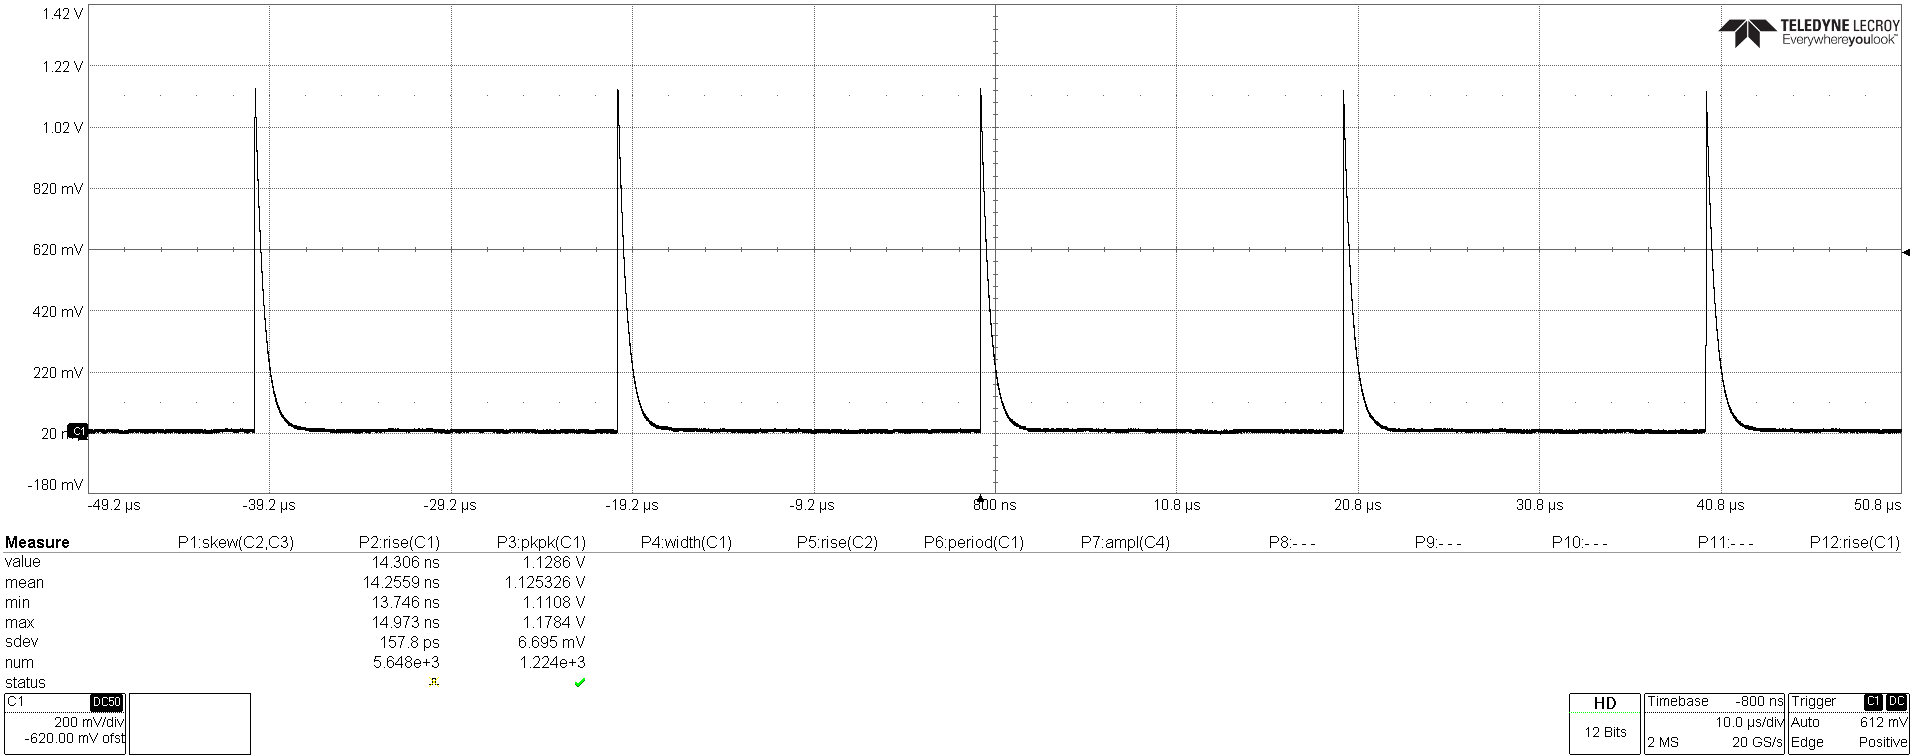 1.42 V
TELEDYNE LECROY
Everywhereyoulook™
1.22 V
1.02 V
820 mV
620 mV
420 mV
220 mV
20 C1
-180 mV
-49.2 µs -39.2 µs -29.2 µs -19.2 µs -9.2 µs 10.8 µs 20.8 µs 30.8 µs 40.8 µs 50.8 µs
Measure P1:skew(C2,C3) P2:rise(C1) P3:pkpk(C1) P4:width(C1) P5:rise(C2) P6:period(C1) P7:ampl(C4) P8:- - - P9:- - - P10:- - - P11:- - - P12:rise(C1)
value 14.306 ns 1.1286 V
mean 14.2559 ns 1.125326 V
min 13.746 ns 1.1108 V
max 14.973 ns 1.1784 V
sdev 157.8 ps 6.695 mV
num 5.648e+3 1.224e+3
status
C1 DC50
200 mV/div
-620.00 mV ofst
HD
12 Bits
Timebase -800 ns
10.0 µs/div
2 MS 20 GS/s
Trigger C1 DC
Auto 612 mV
Edge Positive